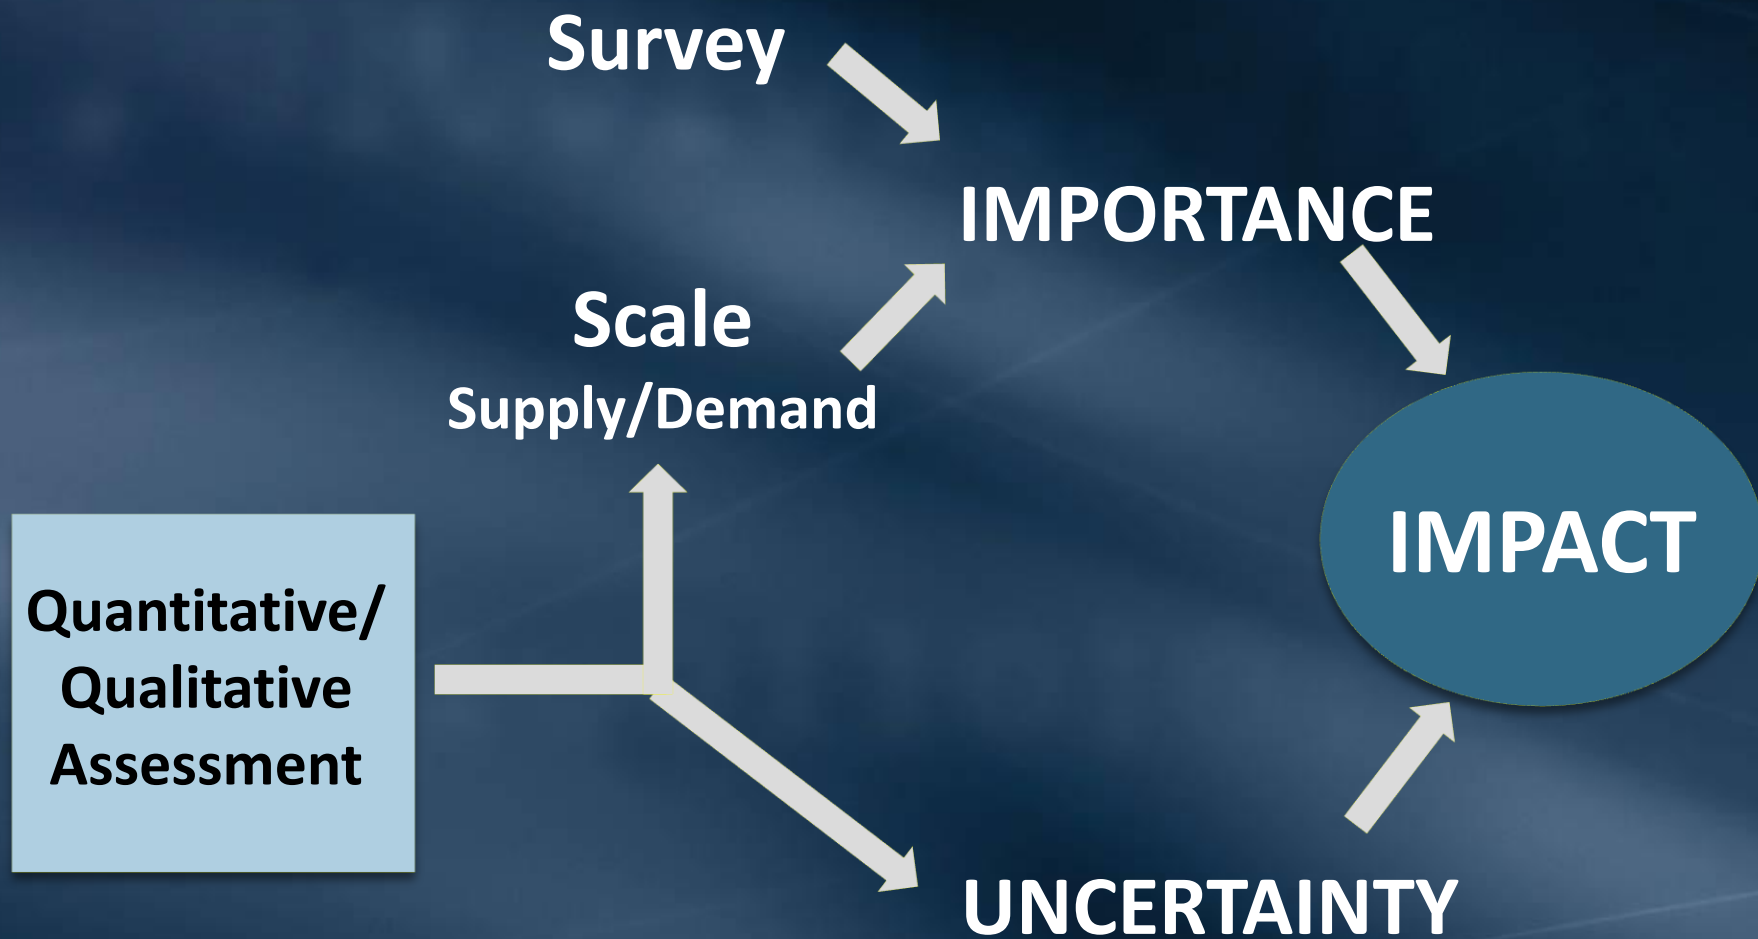 Survey
IMPORTANCE
Scale
Supply/Demand
IMPACT
Quantitative/
Qualitative
Assessment
UNCERTAINTY